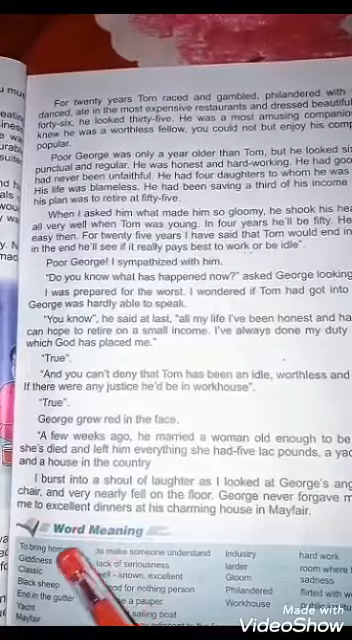 For twenty years Tom raced and gambled, philandered with
danced, ate in the most expensive restaurants and dressed beautiful
forty-six, he looked thirty-five. He was a most amusing companio
knew he was a worthless fellow, you could not but enjoy his comp
popular.
Poor George was only a year older than Tom, but he looked six
punctual and regular. He was honest and hard-working. He had goo
had never been unfaithful. He had four daughters to whom he was
His life was blameless. He had been saving a third of his income
his plan was to retire at fifty-five.
When I asked him what made him so gloomy, he shook his hea
all very well when Tom was young. In four years he'll be fifty. He
easy then. For twenty five years I have said that Tom would end in
in the end he'll see if it really pays best to work or be idle".
Poor George! I sympathized with him.
"Do you know what has happened now?" asked George looking
I was prepared for the worst. I wondered if Tom had got into
George was hardly able to speak.
"You know", he said at last, "all my life I've been honest and ha
can hope to retire on a small income. I've always done my duty
which God has placed me."
"True".
"And you can't deny that Tom has been an idle, worthless and
If there were any justice he'd be in workhouse".
"True".
George grew red in the face.
"A few weeks ago, he married a woman old enough to be
she's died and left him everything she had-five lac pounds, a yac
and a house in the country
I burst into a shout of laughter as I looked at George's ang
chair, and very nearly fell on the floor. George never forgave m
me to excellent dinners at his charming house in Mayfair.
Word Meaning
To bring hom to make someone understand Industry hard work
Giddiness lack of seriousness larder room where
Classic well - known, excellent Gloom sadness
Black sheep good for nothing person Philandered flirted with w
End in the gutter a pauper Workhouse public
Yacht sailing boat
Mayfair
Made with
VideoShow